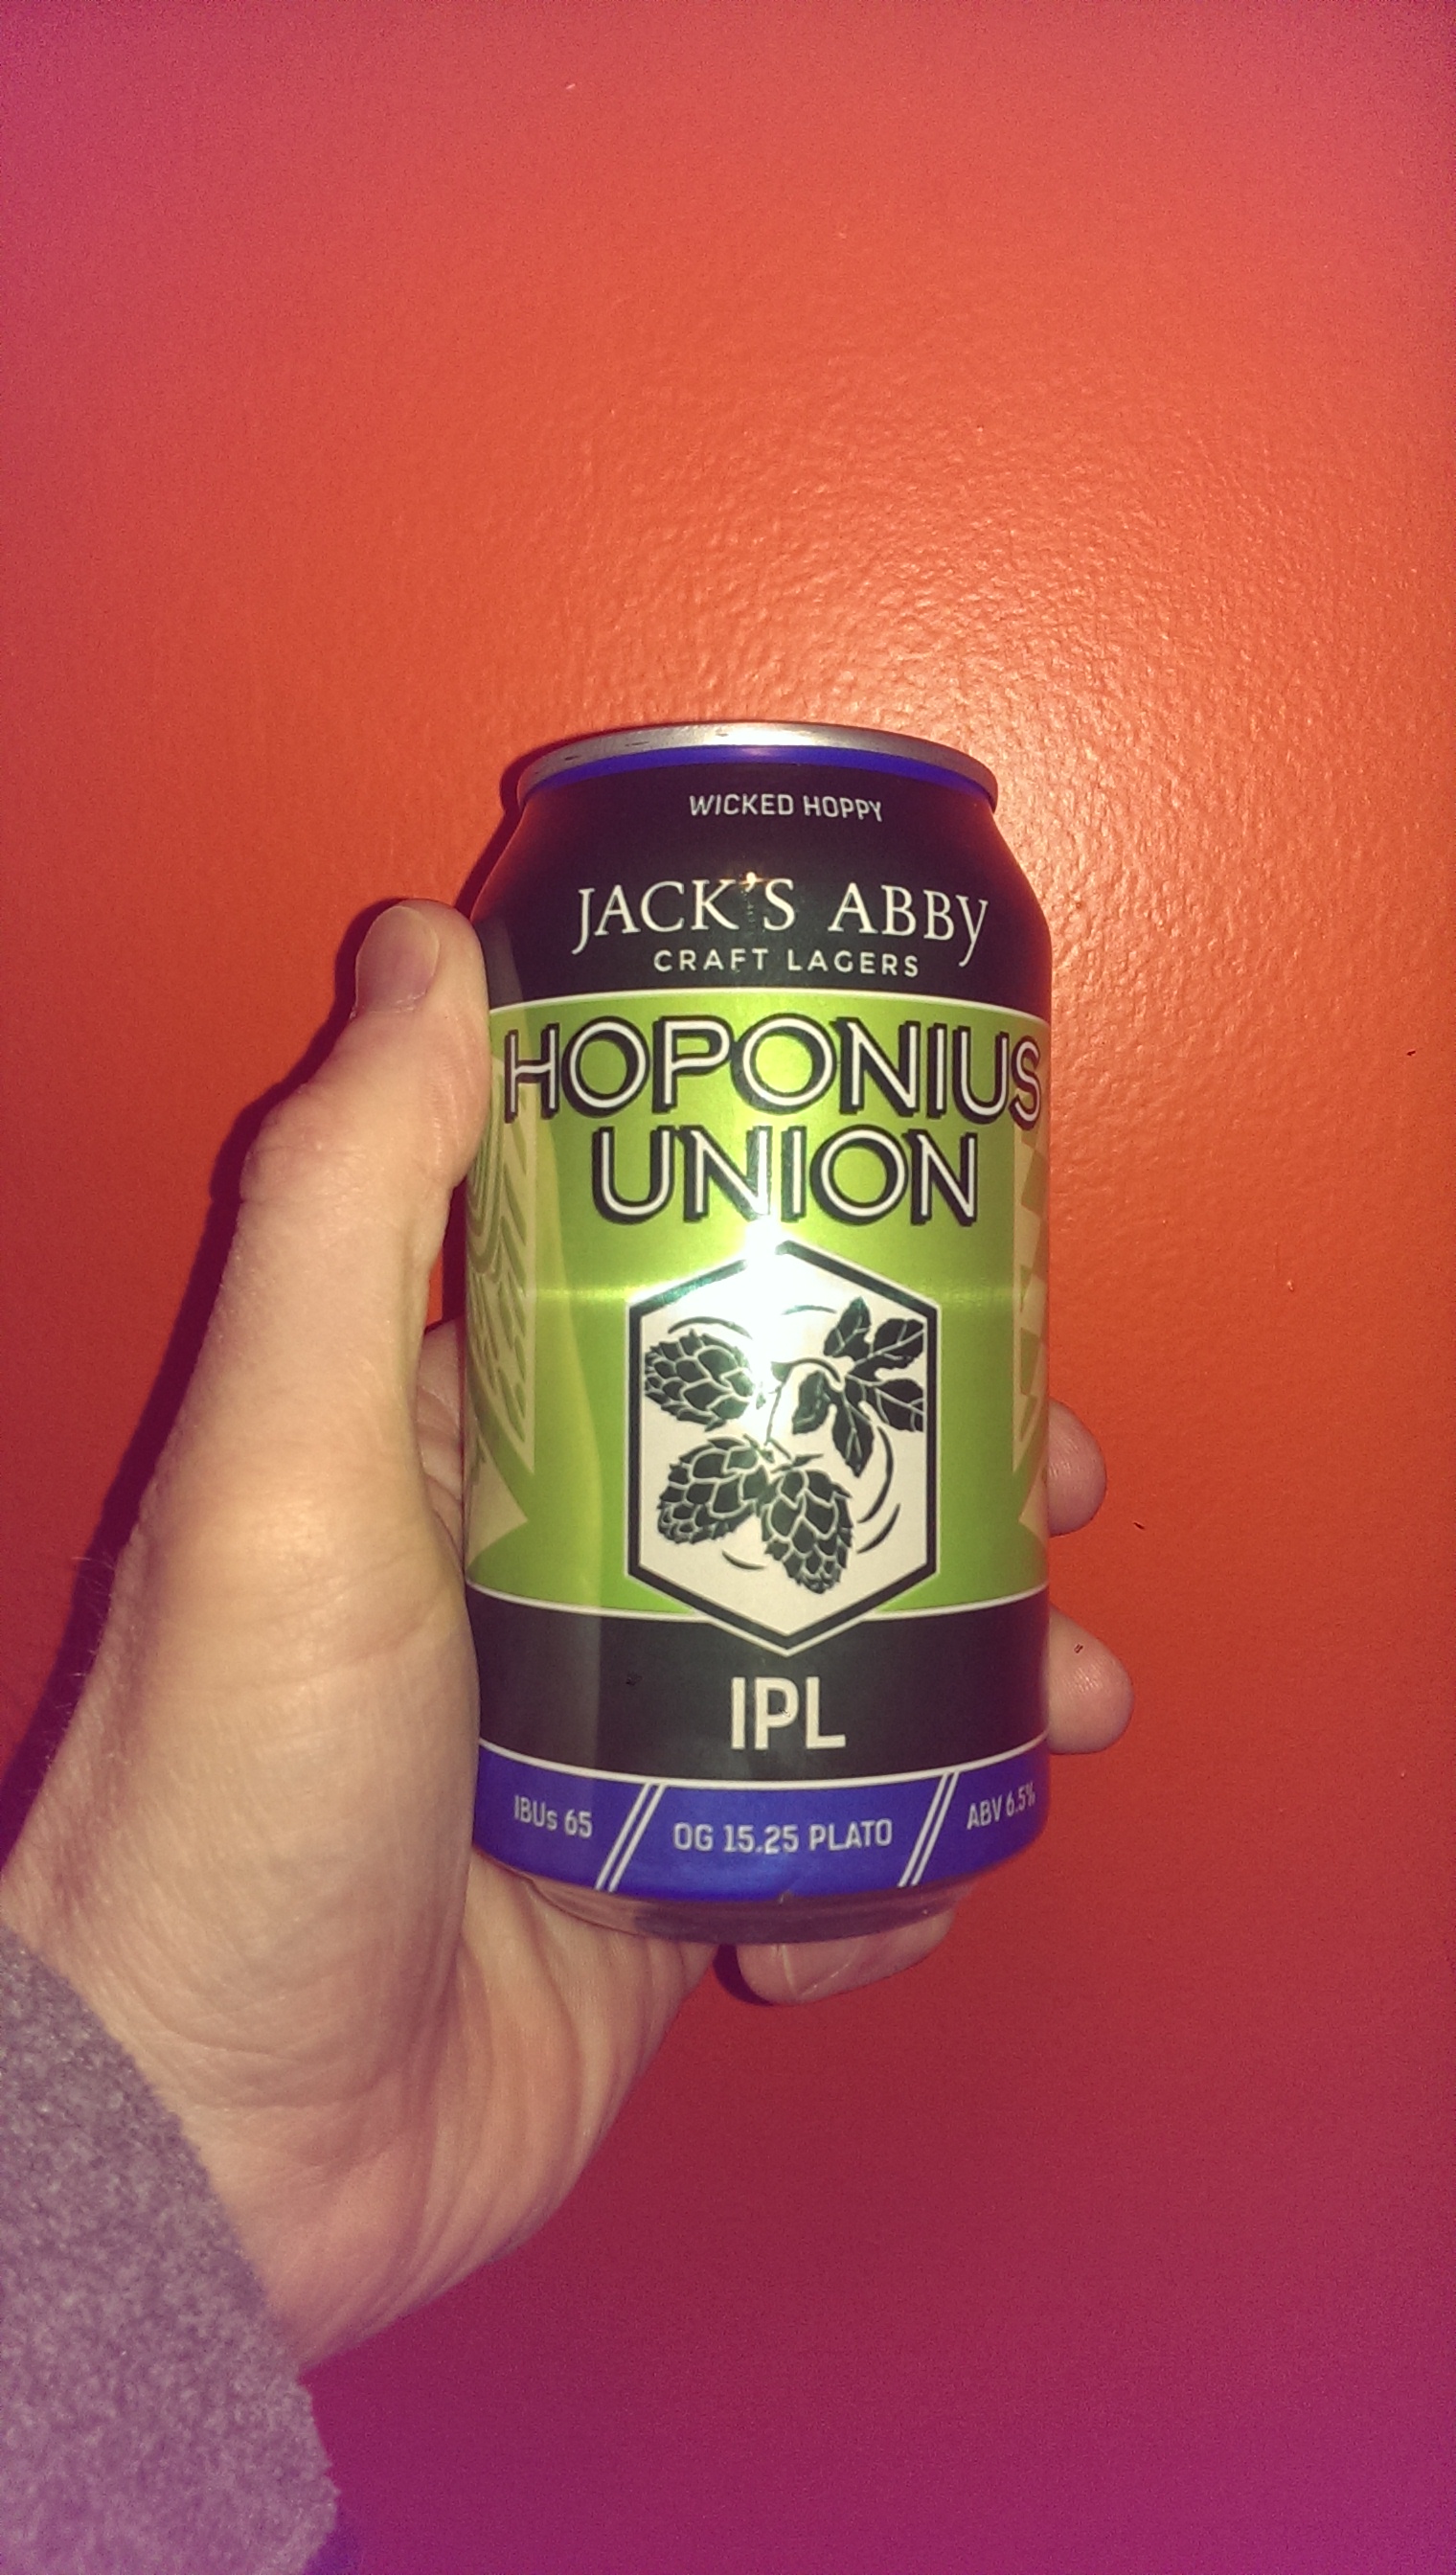 WICKED HOPPY
JACK'S ABBY
CRAFT LAGERS
HOPONIUS
UNION
IPL
IBUs 65
OG 15.25 PLATO
ABV 6.5%